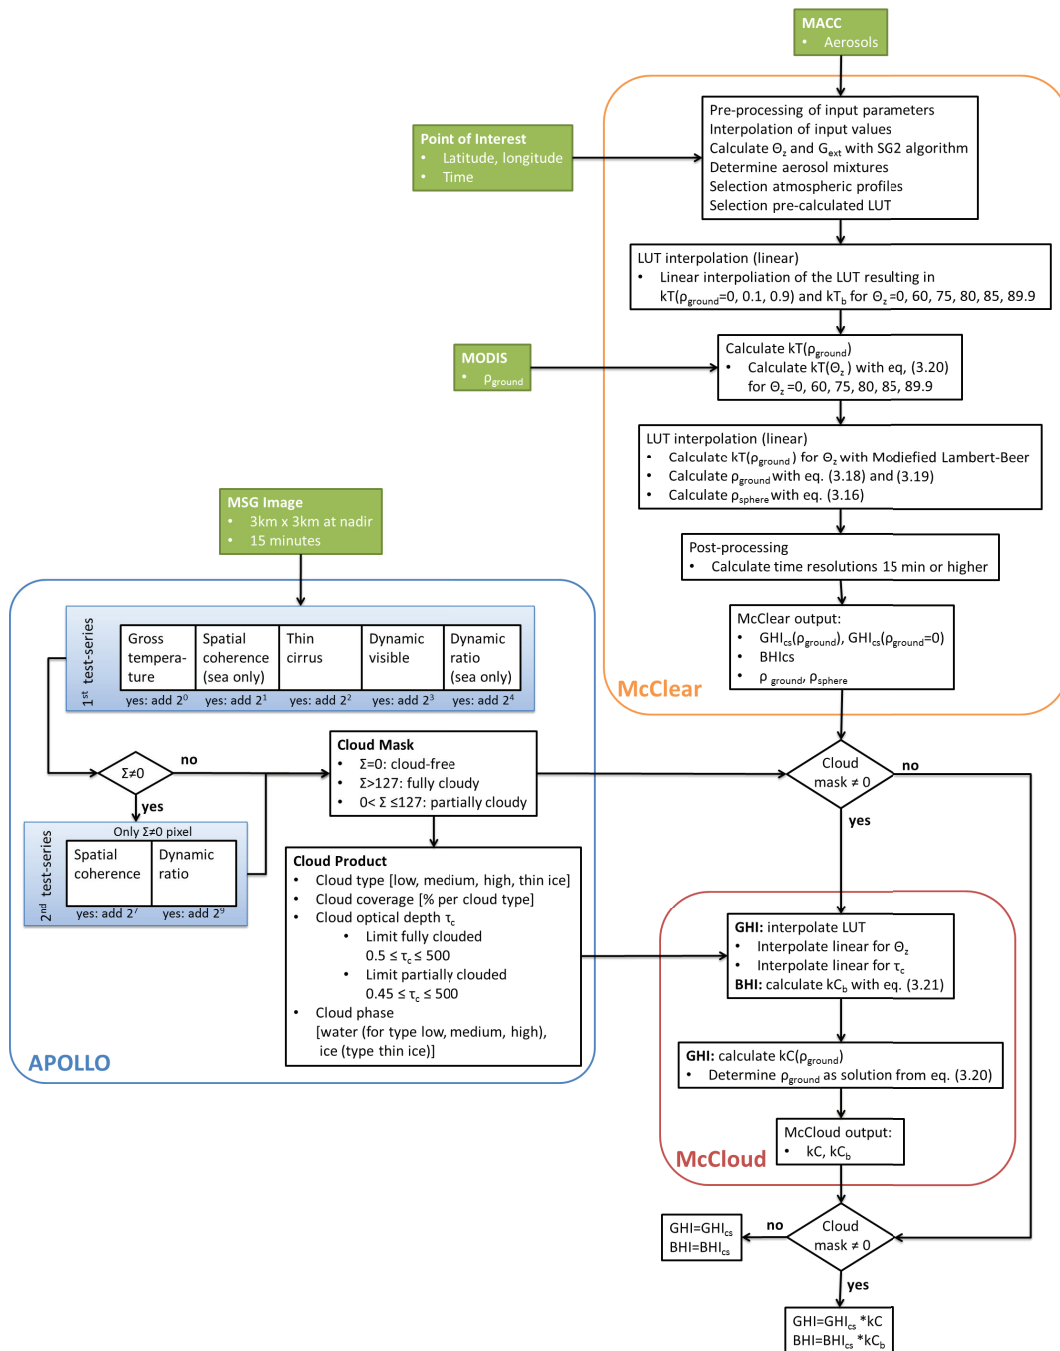 MACC
• Aerosols
Pre-processing of input parameters
Interpolation of input values
Calculate Θz and Gext with SG2 algorithm
Determine aerosol mixtures
Selection atmospheric profiles
Selection pre-calculated LUT
Point of Interest
• Latitude, longitude
• Time
LUT interpolation (linear)
• Linear interpoliation of the LUT resulting in
kT(ρground=0, 0.1, 0.9) and kTb for Θz=0, 60, 75, 80, 85, 89.9
MODIS
• ρground
Calculate kT(ρground)
• Calculate kT(Θz) with eq, (3.20)
for Θz=0, 60, 75, 80, 85, 89.9
LUT interpolation (linear)
• Calculate kT(ρground) for Θz with Modiefied Lambert-Beer
• Calculate ρground with eq. (3.18) and (3.19)
• Calculate ρsphere with eq. (3.16)
Post-processing
• Calculate time resolutions 15 min or higher
McClear output:
• GHIcs(ρground), GHIcs(ρground=0)
• BHIcs
• ρ ground, ρsphere
McClear
MSG Image
• 3km x 3km at nadir
• 15 minutes
1st test-series
Gross
tempera-
ture
Spatial
coherence
(sea only)
Thin
cirrus
Dynamic
visible
Dynamic
ratio
(sea only)
yes: add 2^0
yes: add 2^1
yes: add 2^2
yes: add 2^3
yes: add 2^4
Σ≠0
no
yes
Only Σ≠0 pixel
2nd test-series
Spatial
coherence
Dynamic
ratio
yes: add 2^7
yes: add 2^9
Cloud Mask
• Σ=0: cloud-free
• Σ>127: fully cloudy
• 0< Σ ≤127: partially cloudy
Cloud Product
• Cloud type [low, medium, high, thin ice]
• Cloud coverage [% per cloud type]
• Cloud optical depth τc
• Limit fully clouded
0.5 ≤ τc ≤ 500
• Limit partially clouded
0.45 ≤ τc ≤ 500
• Cloud phase
[water (for type low, medium, high),
ice (type thin ice)]
APOLLO
Cloud
mask ≠ 0
no
yes
GHI: interpolate LUT
• Interpolate linear for Θz
• Interpolate linear for τc
BHI: calculate kCb with eq. (3.21)
GHI: calculate kC(ρground)
• Determine ρground as solution from eq. (3.20)
McCloud output:
• kC, kCb
McCloud
Cloud
mask ≠ 0
no
GHI=GHIcs
BHI=BHIcs
yes
GHI=GHIcs *kC
BHI=BHIcs *kCb